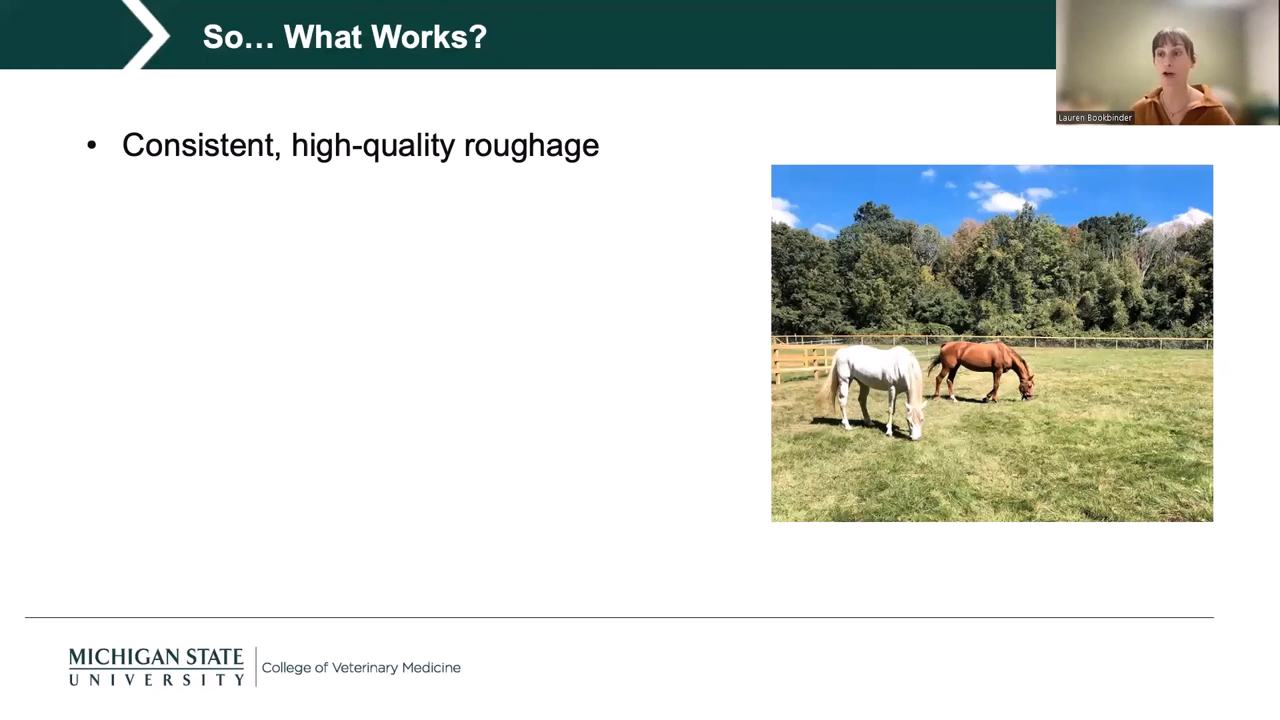 So… What Works?
Lauren Bookbinder
• Consistent, high-quality roughage
MICHIGAN STATE
UNIVERSITY
College of Veterinary Medicine